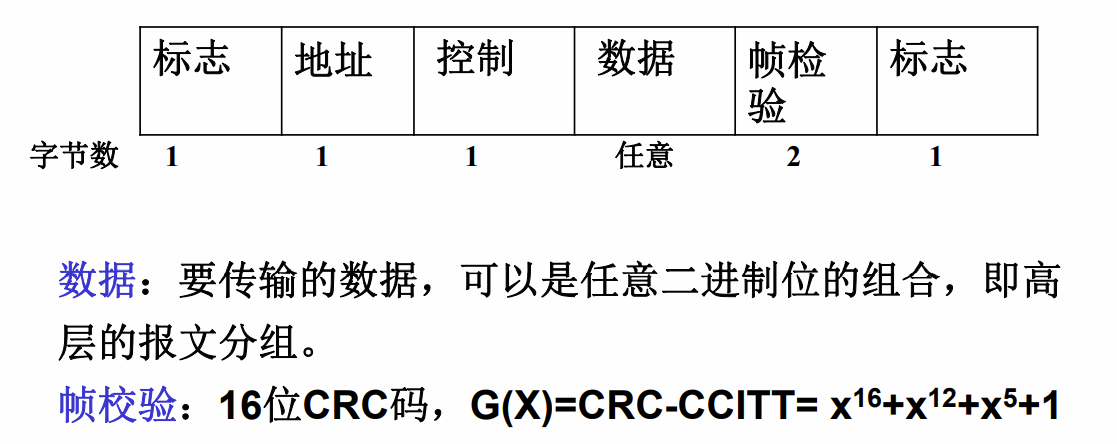 标志 地址 控制 数据 帧检验 标志
字节数 1 1 1 任意 2 1
数据：要传输的数据，可以是任意二进制位的组合，即高
层的报文分组。
帧校验：16位CRC码，G(X)=CRC-CCITT= x¹⁶+x¹²+x⁵+1